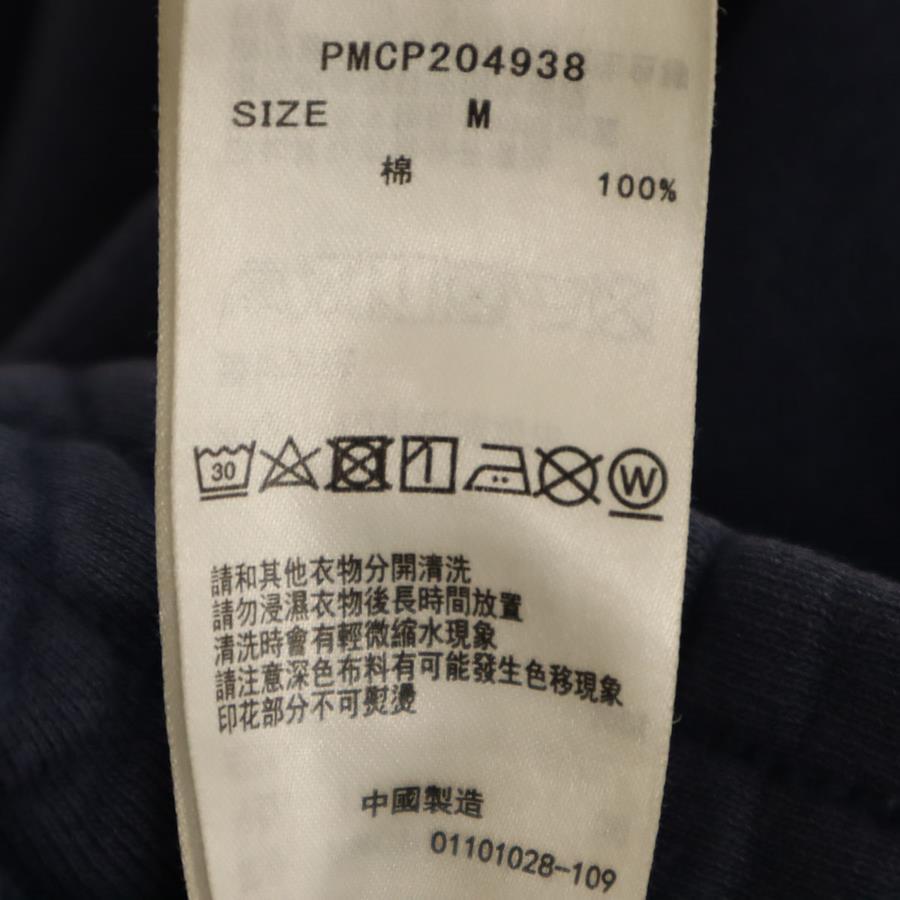 PMCP204938
SIZE M
棉 100%
30 W
請和其他衣物分開清洗
請勿浸濕衣物後長時間放置
清洗時會有輕微縮水現象
請注意深色布料有可能發生色移現象
印花部分不可熨燙
中國製造
01101028-109